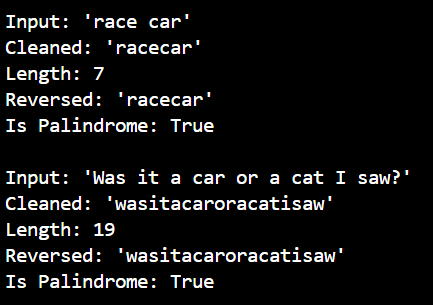 Input: 'race car'
Cleaned: 'racecar'
Length: 7
Reversed: 'racecar'
Is Palindrome: True
Input: 'Was it a car or a cat I saw?'
Cleaned: 'wasitacaroracatisaw'
Length: 19
Reversed: 'wasitacaroracatisaw'
Is Palindrome: True